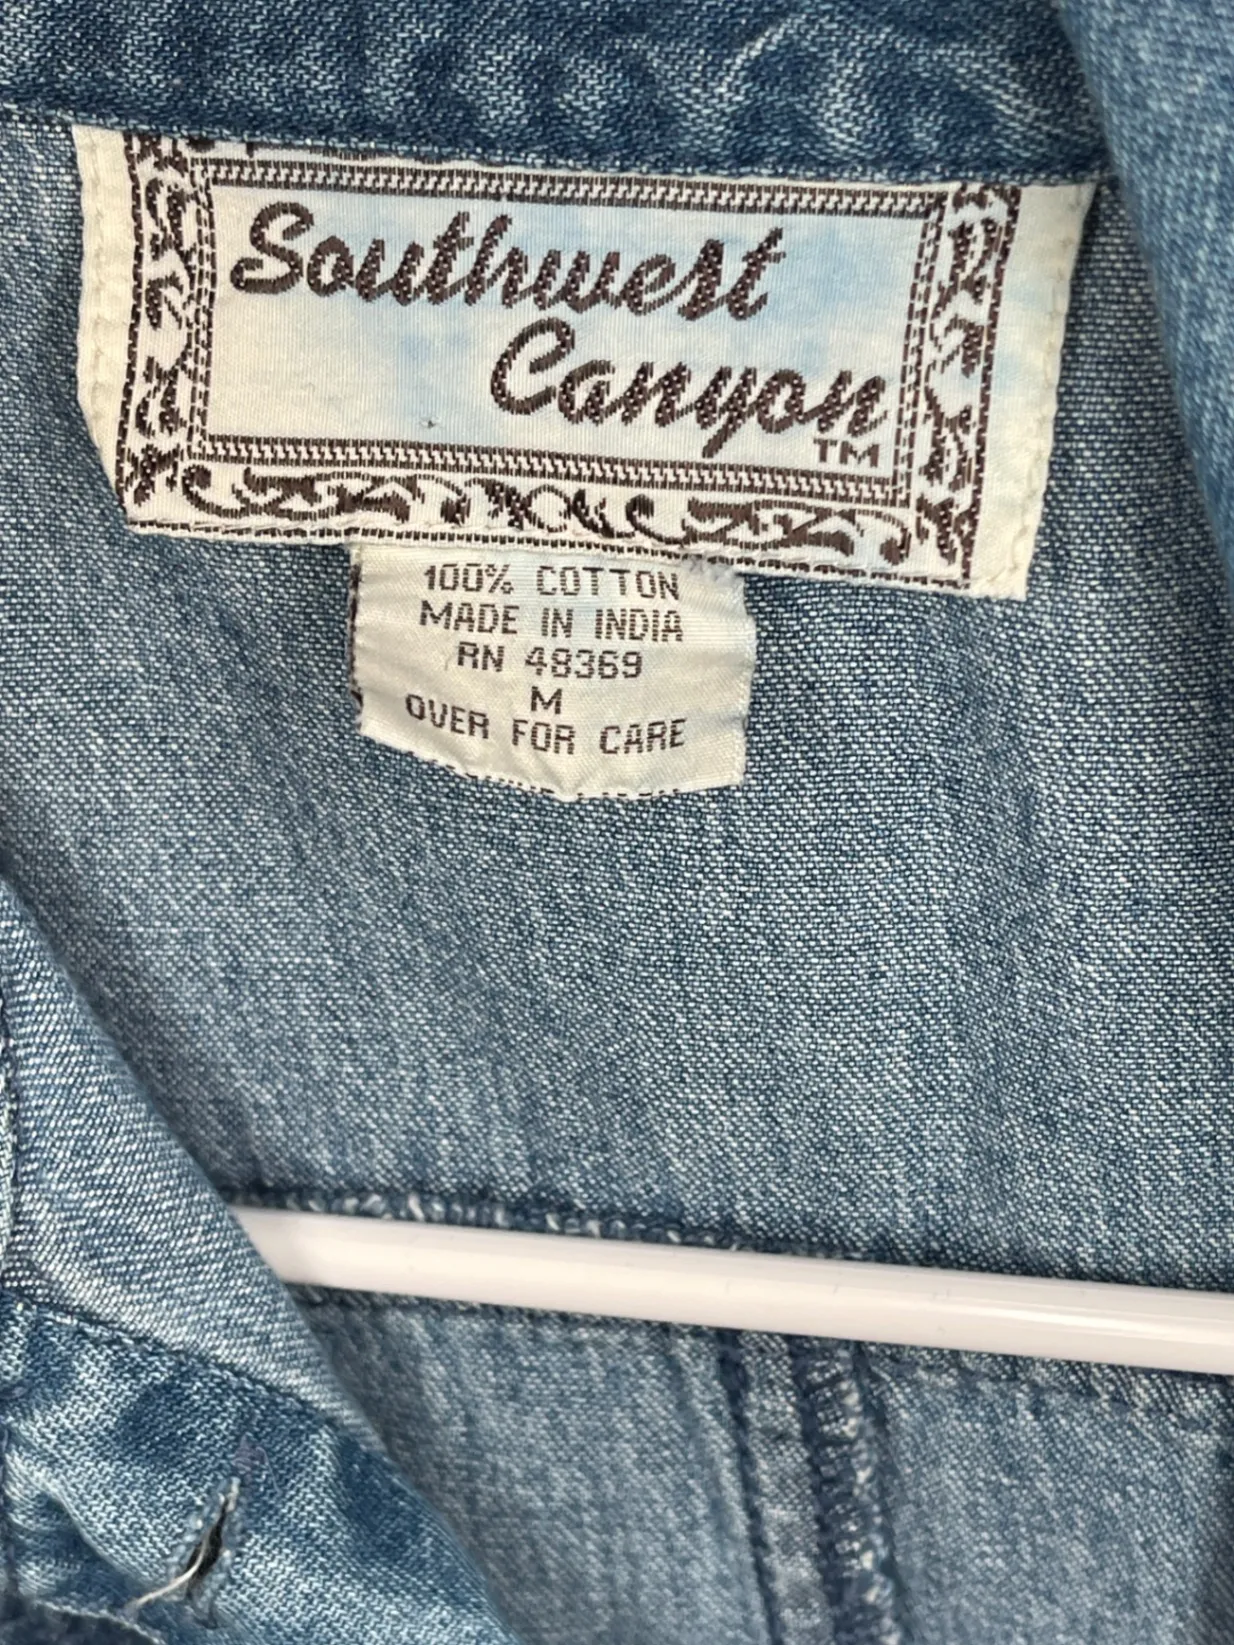 Southwest
Canyon
TM
100% COTTON
MADE IN INDIA
RN 48369
M
OVER FOR CARE